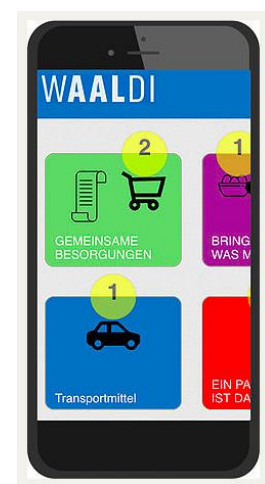 WAALDI
2
1
GEMEINSAME
BESORGUNGEN
BRING
WAS M
1
Transportmittel
EIN PA
IST DA